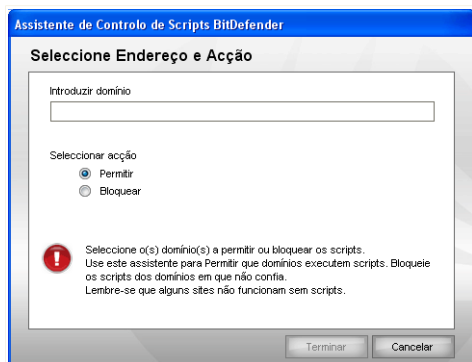 Assistente de Controlo de Scripts BitDefender
Seleccione Endereço e Acção
Introduzir domínio
Seleccionar acção
Permitir
Bloquear
Seleccione o(s) domínio(s) a permitir ou bloquear os scripts.
Use este assistente para Permitir que domínios executem scripts. Bloqueie
os scripts dos domínios em que não confia.
Lembre-se que alguns sites não funcionam sem scripts.
Terminar
Cancelar